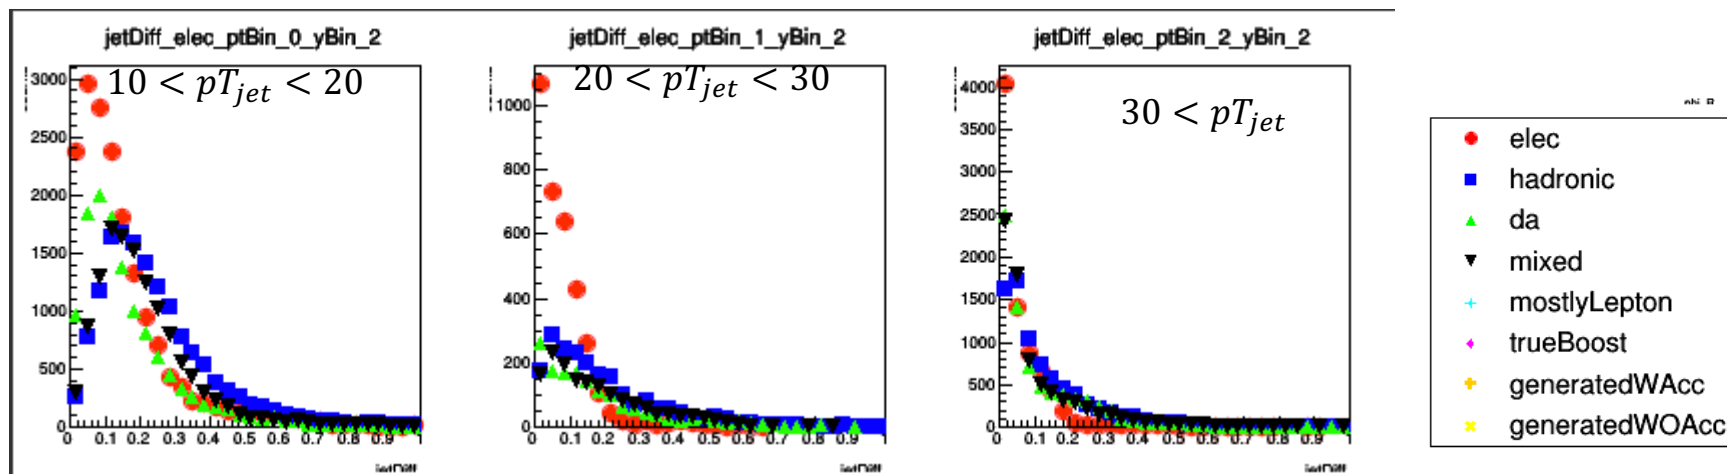 jetDiff_elec_ptBin_0_yBin_2
10 < pT_jet < 20
3000
2500
2000
1500
1000
500
0
0 0.1 0.2 0.3 0.4 0.5 0.6 0.7 0.8 0.9 1
jetDiff
jetDiff_elec_ptBin_1_yBin_2
20 < pT_jet < 30
1000
800
600
400
200
0
0 0.1 0.2 0.3 0.4 0.5 0.6 0.7 0.8 0.9
jetDiff
jetDiff_elec_ptBin_2_yBin_2
30 < pT_jet
4000
3500
3000
2500
2000
1500
1000
500
0
0 0.1 0.2 0.3 0.4 0.5 0.6 0.7 0.8 0.9 1
jetDiff
elec
hadronic
da
mixed
mostlyLepton
trueBoost
generatedWAcc
generatedWOAcc